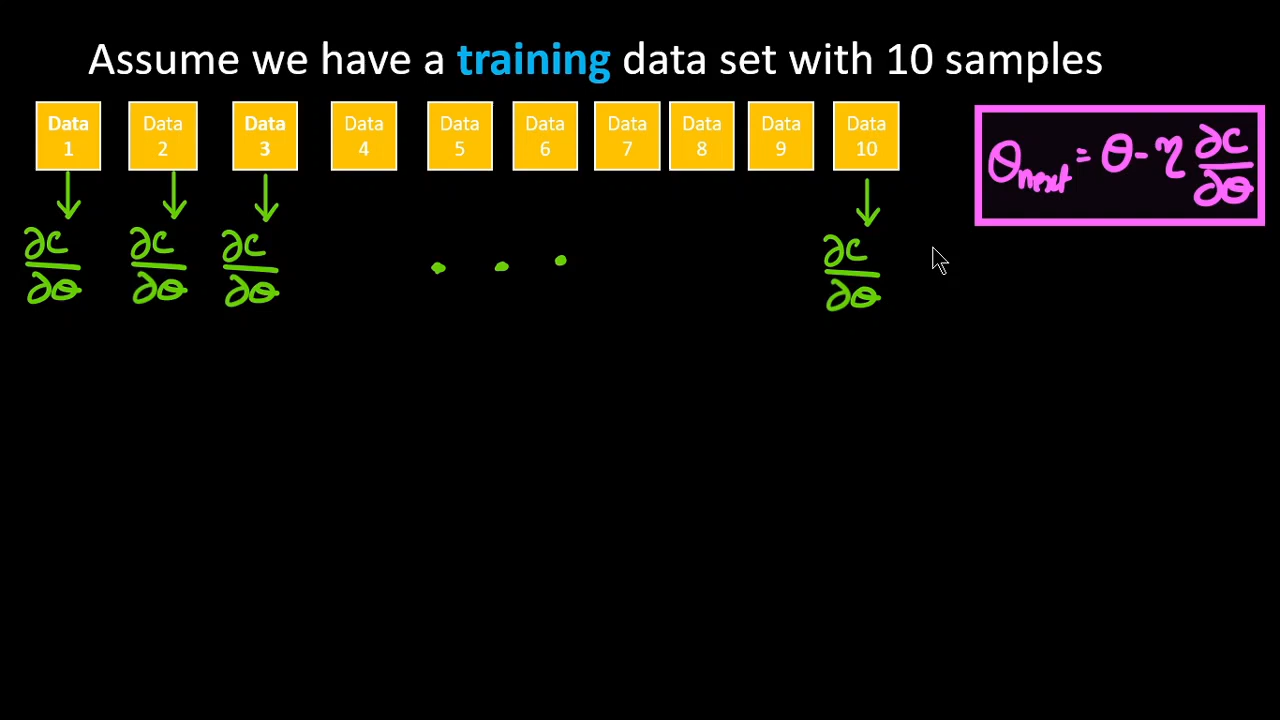 Assume we have a training data set with 10 samples
Data 1
Data 2
Data 3
Data 4
Data 5
Data 6
Data 7
Data 8
Data 9
Data 10
θnext = θ - η ∂C/∂θ
∂C/∂θ ∂C/∂θ ∂C/∂θ . . . ∂C/∂θ